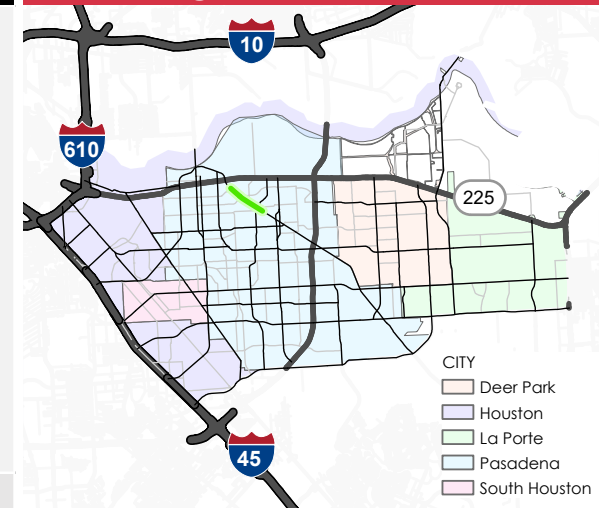 10
610
225
CITY
Deer Park
Houston
La Porte
Pasadena
45
South Houston